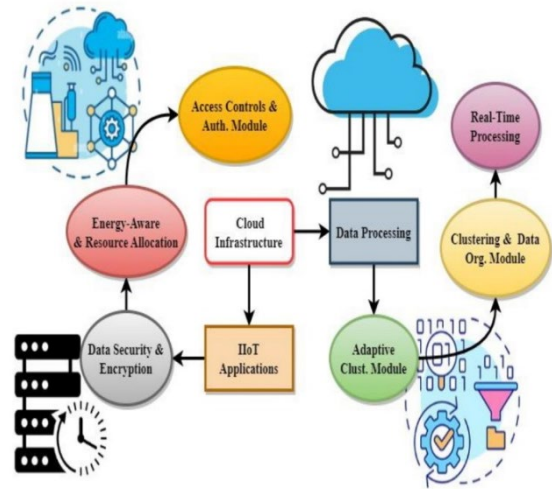 Access Controls &
Auth. Module
Real-Time
Processing
Energy-Aware
& Resource Allocation
Cloud
Infrastructure
Data Processing
Clustering & Data
Org. Module
Data Security &
Encryption
IIoT
Applications
Adaptive
Clust. Module